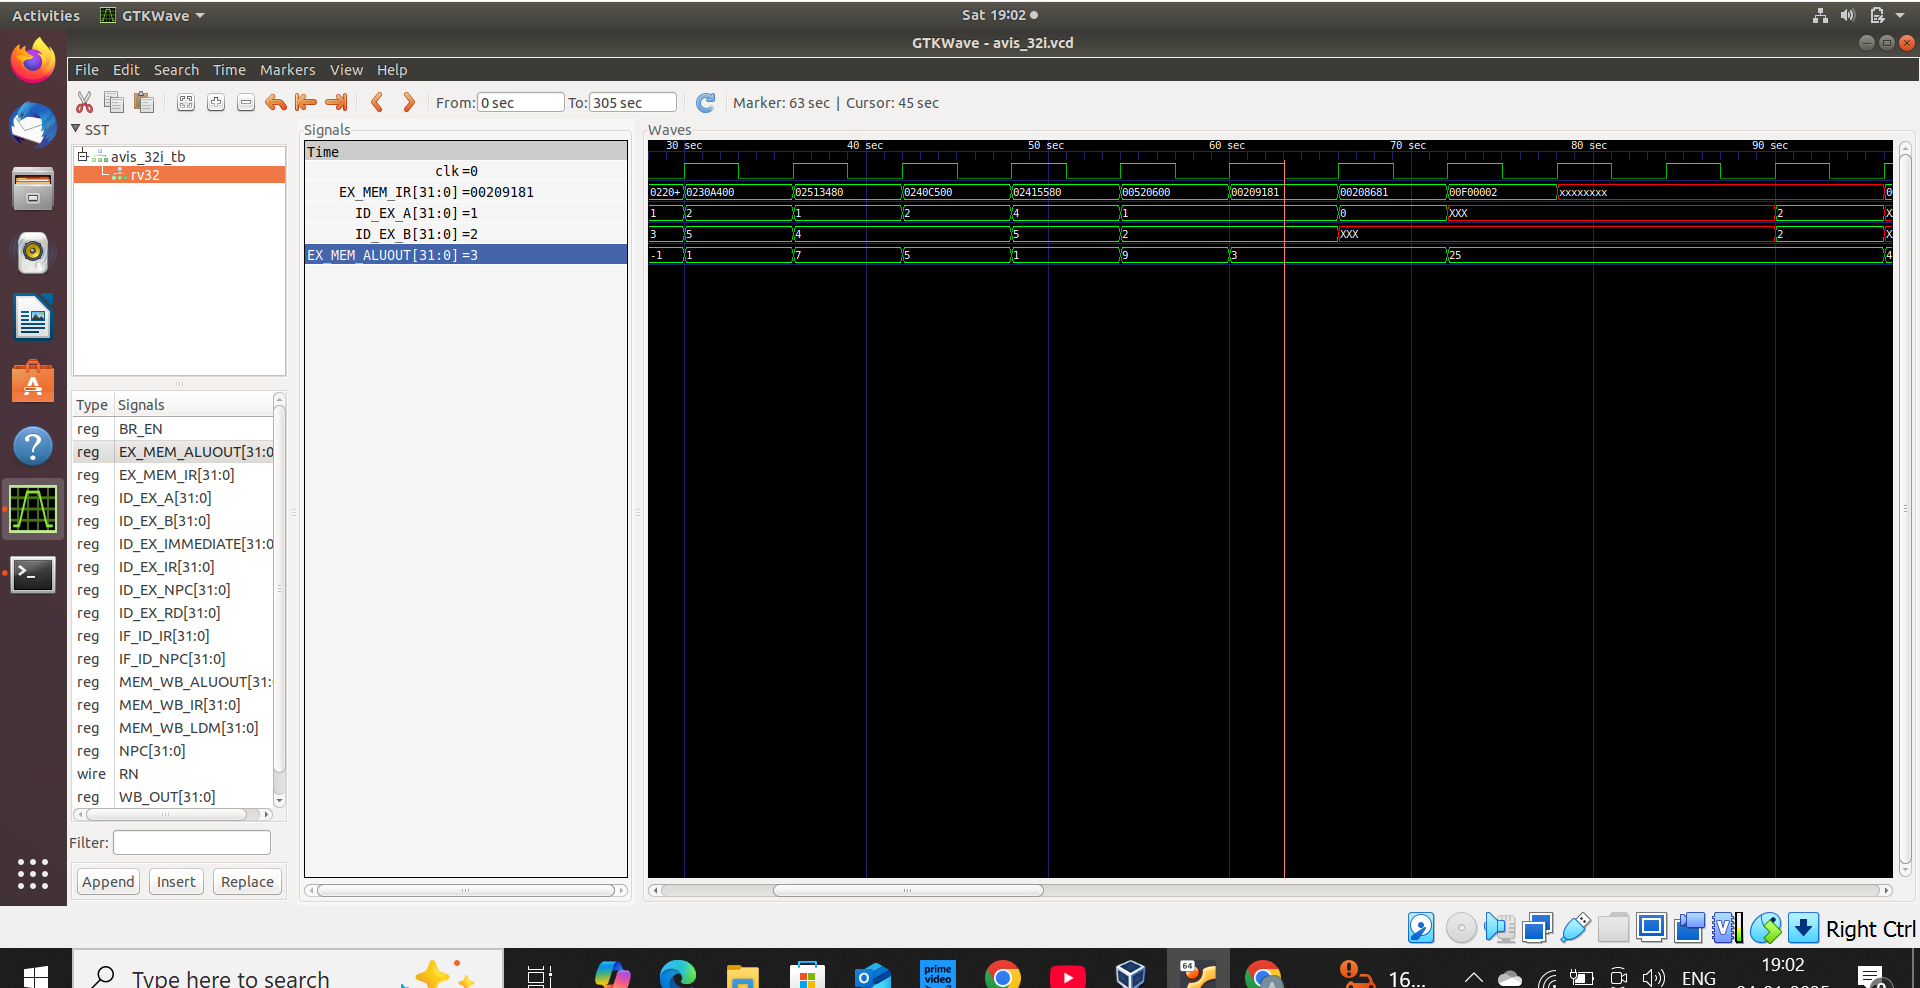 Activities GTKWave Sat 19:02
GTKWave - avis_32i.vcd
File Edit Search Time Markers View Help
From: 0 sec To: 305 sec Marker: 63 sec | Cursor: 45 sec
SST
avis_32i_tb
rv32
Type Signals
reg BR_EN
reg EX_MEM_ALUOUT[31:0
reg EX_MEM_IR[31:0]
reg ID_EX_A[31:0]
reg ID_EX_B[31:0]
reg ID_EX_IMMEDIATE[31:0
reg ID_EX_IR[31:0]
reg ID_EX_NPC[31:0]
reg ID_EX_RD[31:0]
reg IF_ID_IR[31:0]
reg IF_ID_NPC[31:0]
reg MEM_WB_ALUOUT[31:
reg MEM_WB_IR[31:0]
reg MEM_WB_LDM[31:0]
reg NPC[31:0]
wire RN
reg WB_OUT[31:0]
Filter:
Append Insert Replace
Signals
Time
clk =0
EX_MEM_IR[31:0] =00209181
ID_EX_A[31:0] =1
ID_EX_B[31:0] =2
EX_MEM_ALUOUT[31:0] =3
Waves
30 sec 40 sec 50 sec 60 sec 70 sec 80 sec 90 sec
0220+ 0230A400 02513480 0240C500 02415580 00520600 00209181 00208681 00F00002 xxxxxxxx 0
1 2 1 2 4 1 0 XXX 2 X
3 5 4 5 2 XXX 2 X
-1 1 7 5 1 9 3 25 4
Right Ctrl
Type here to search
prime video
64
16...
ENG
19:02